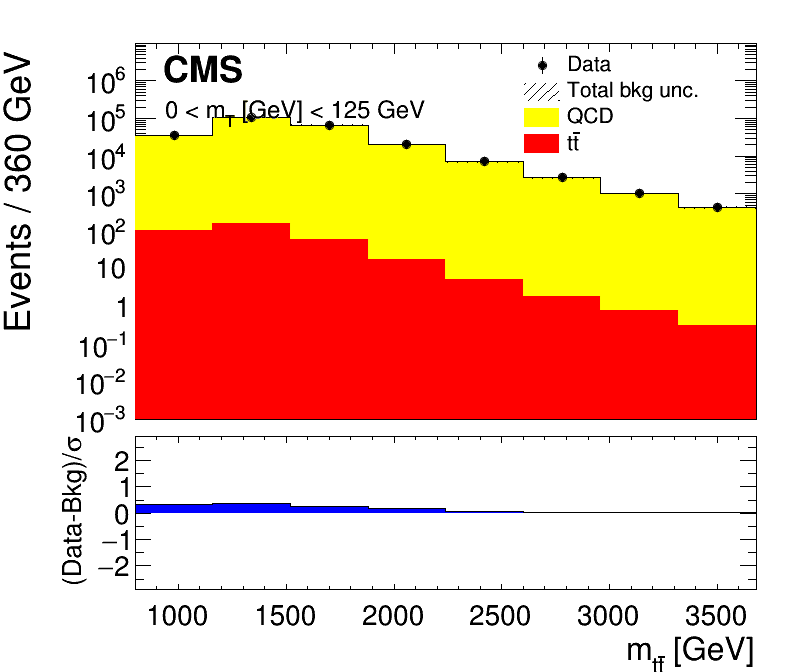 CMS
0 < m_T [GeV] < 125 GeV
Data
Total bkg unc.
QCD
tt̄
Events / 360 GeV
10⁶
10⁵
10⁴
10³
10²
10
1
10⁻¹
10⁻²
10⁻³
(Data-Bkg)/σ
2
1
0
−1
−2
1000 1500 2000 2500 3000 3500
m_tt̄ [GeV]